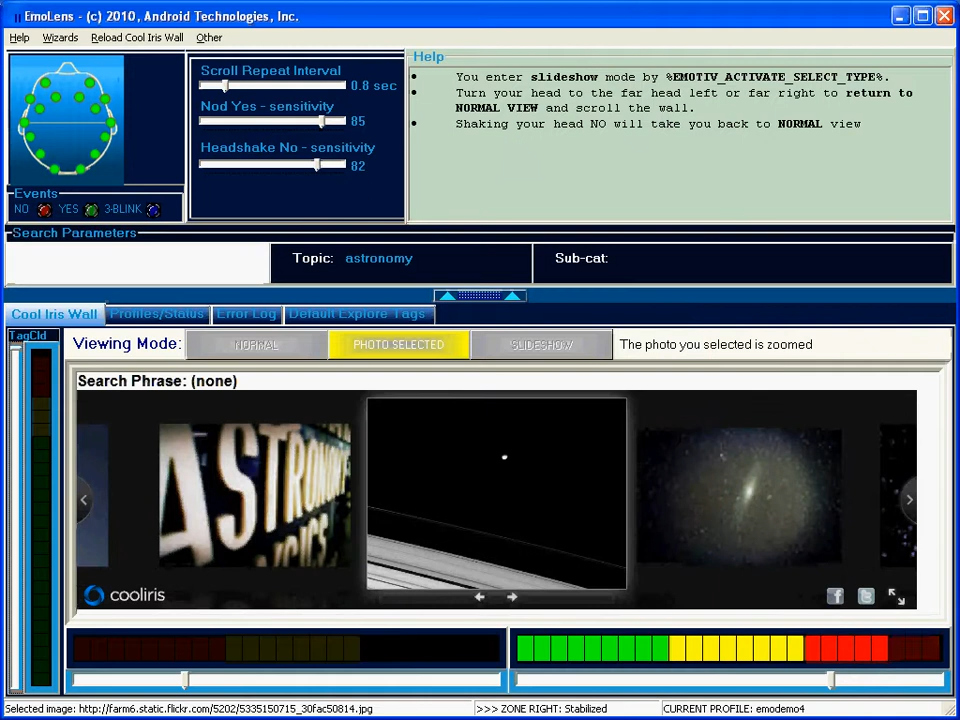 EmoLens - (c) 2010, Android Technologies, Inc.
Help Wizards Reload Cool Iris Wall Other
Scroll Repeat Interval
0.8 sec
Nod Yes - sensitivity
85
Headshake No - sensitivity
82
Help
• You enter slideshow mode by %EMOTIV_ACTIVATE_SELECT_TYPE%.
• Turn your head to the far head left or far right to return to
NORMAL VIEW and scroll the wall.
• Shaking your head NO will take you back to NORMAL view
Events
NO YES 3-BLINK
Search Parameters
Topic: astronomy Sub-cat:
Cool Iris Wall Profiles/Status Error Log Default Explore Tags
TagCld
Viewing Mode: NORMAL PHOTO SELECTED SLIDESHOW The photo you selected is zoomed
Search Phrase: (none)
ASTRONOMY
cooliris
Selected image: http://farm6.static.flickr.com/5202/5335150715_30fac50814.jpg >>> ZONE RIGHT: Stabilized CURRENT PROFILE: emodemo4